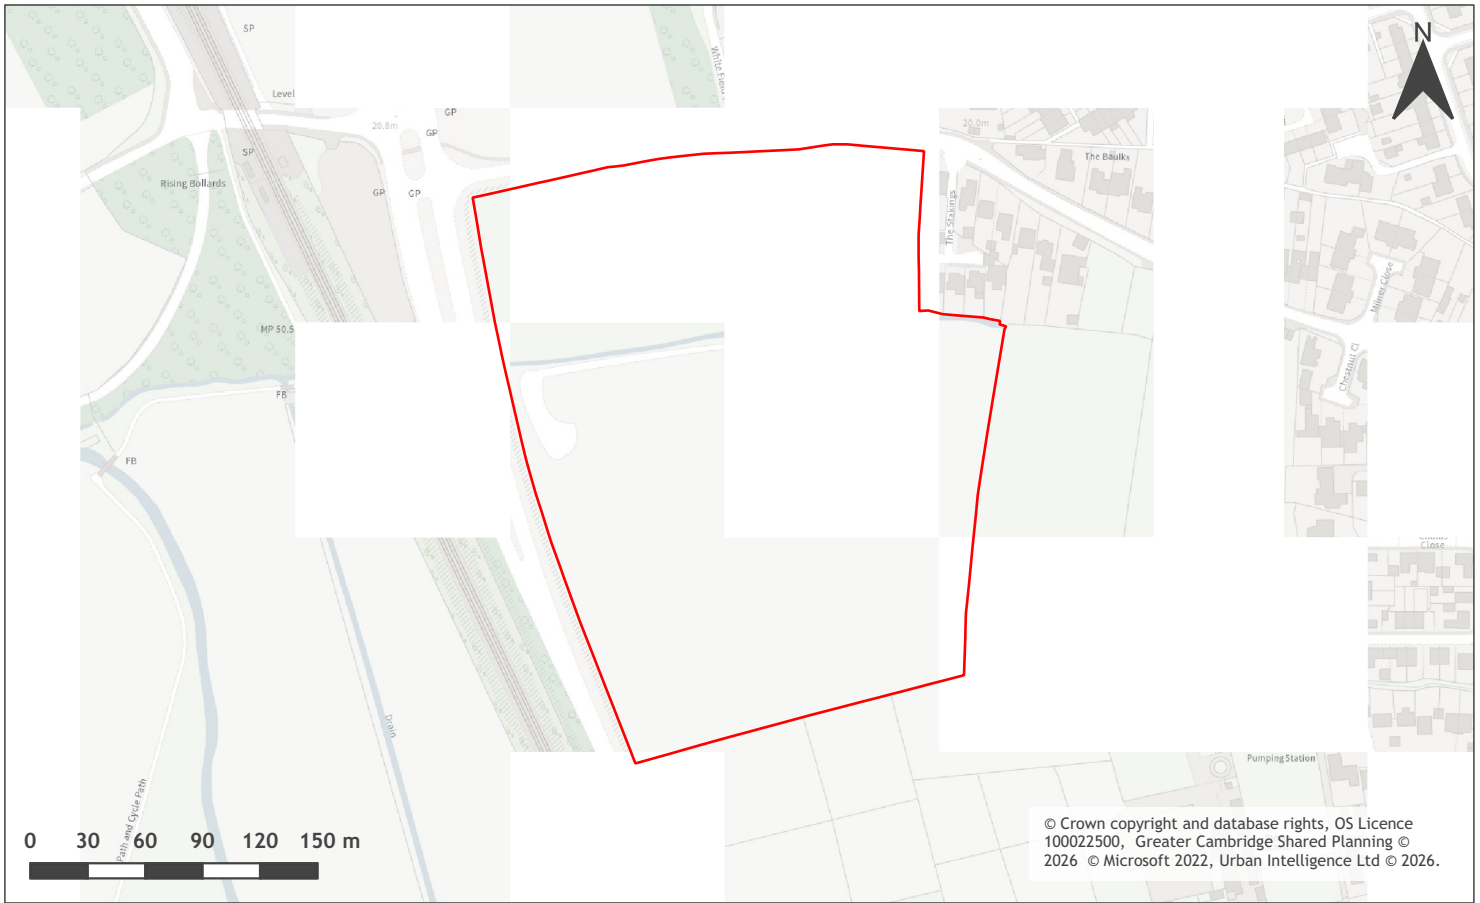 SP
N
White Field
Level
20.8m
GP
GP
20.0m
SP
The Baulks
Rising Bollards
GP
GP
The Stakings
Milner Close
MP 50.5
Chestnut Cl
FB
FB
Close
Drain
Pumping Station
Path and Cycle Path
0 30 60 90 120 150 m
© Crown copyright and database rights, OS Licence
100022500, Greater Cambridge Shared Planning ©
2026 © Microsoft 2022, Urban Intelligence Ltd © 2026.